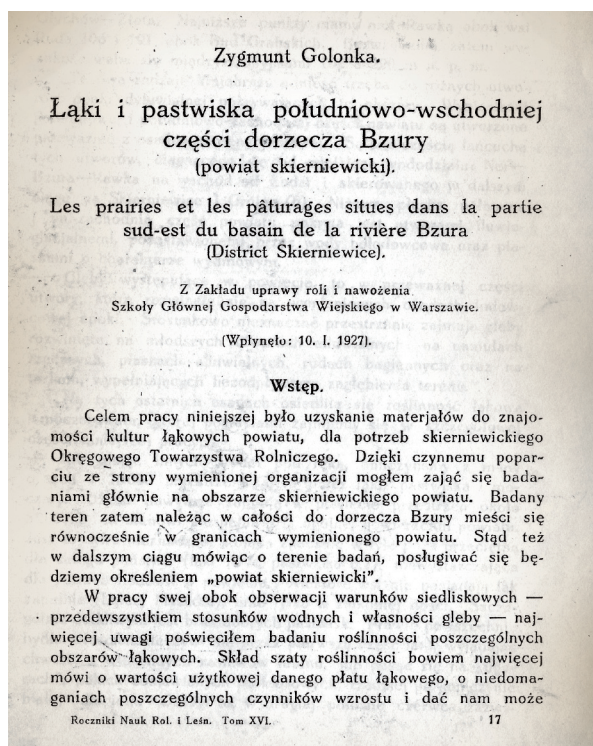 Zygmunt Golonka.
Łąki i pastwiska południowo-wschodniej
części dorzecza Bzury
(powiat skierniewicki).
Les prairies et les pâturages situes dans la partie
sud-est du basain de la rivière Bzura
(District Skierniewice).
Z Zakładu uprawy roli i nawożenia
Szkoły Głównej Gospodarstwa Wiejskiego w Warszawie.
(Wpłynęło: 10. I. 1927).
Wstęp.
Celem pracy niniejszej było uzyskanie materjałów do znajo-
mości kultur łąkowych powiatu, dla potrzeb skierniewickiego
Okręgowego Towarzystwa Rolniczego. Dzięki czynnemu popar-
ciu ze strony wymienionej organizacji mogłem zająć się bada-
niami głównie na obszarze skierniewickiego powiatu. Badany
teren zatem należąc w całości do dorzecza Bzury mieści się
równocześnie w granicach wymienionego powiatu. Stąd też
w dalszym ciągu mówiąc o terenie badań, posługiwać się bę-
dziemy określeniem „powiat skierniewicki”.
W pracy swej obok obserwacji warunków siedliskowych —
przedewszystkiem stosunków wodnych i własności gleby — naj-
więcej uwagi poświęciłem badaniu roślinności poszczególnych
obszarów łąkowych. Skład szaty roślinności bowiem najwięcej
mówi o wartości użytkowej danego płatu łąkowego, o niedoma-
ganiach poszczególnych czynników wzrostu i dać nam może
Roczniki Nauk Rol. i Leśn. Tom XVI. 17